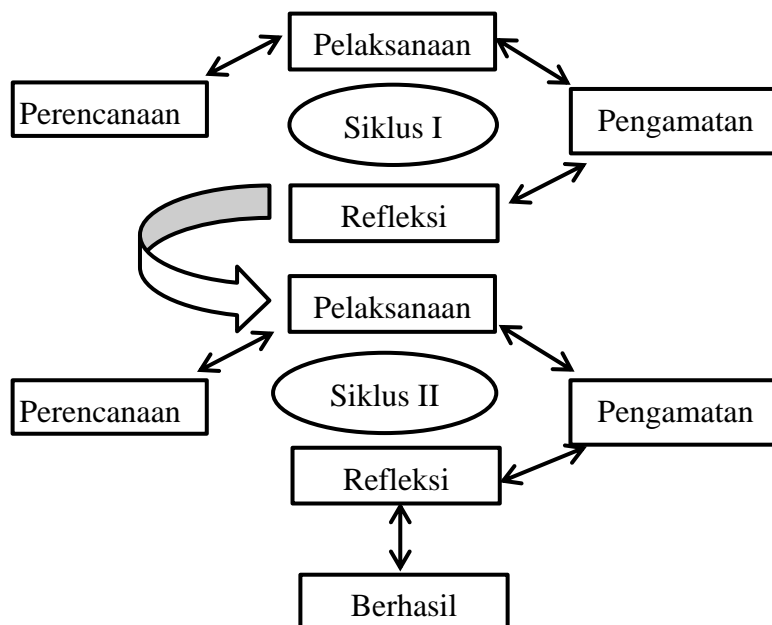 Pelaksanaan
Perencanaan
Siklus I
Pengamatan
Refleksi
Pelaksanaan
Perencanaan
Siklus II
Pengamatan
Refleksi
Berhasil